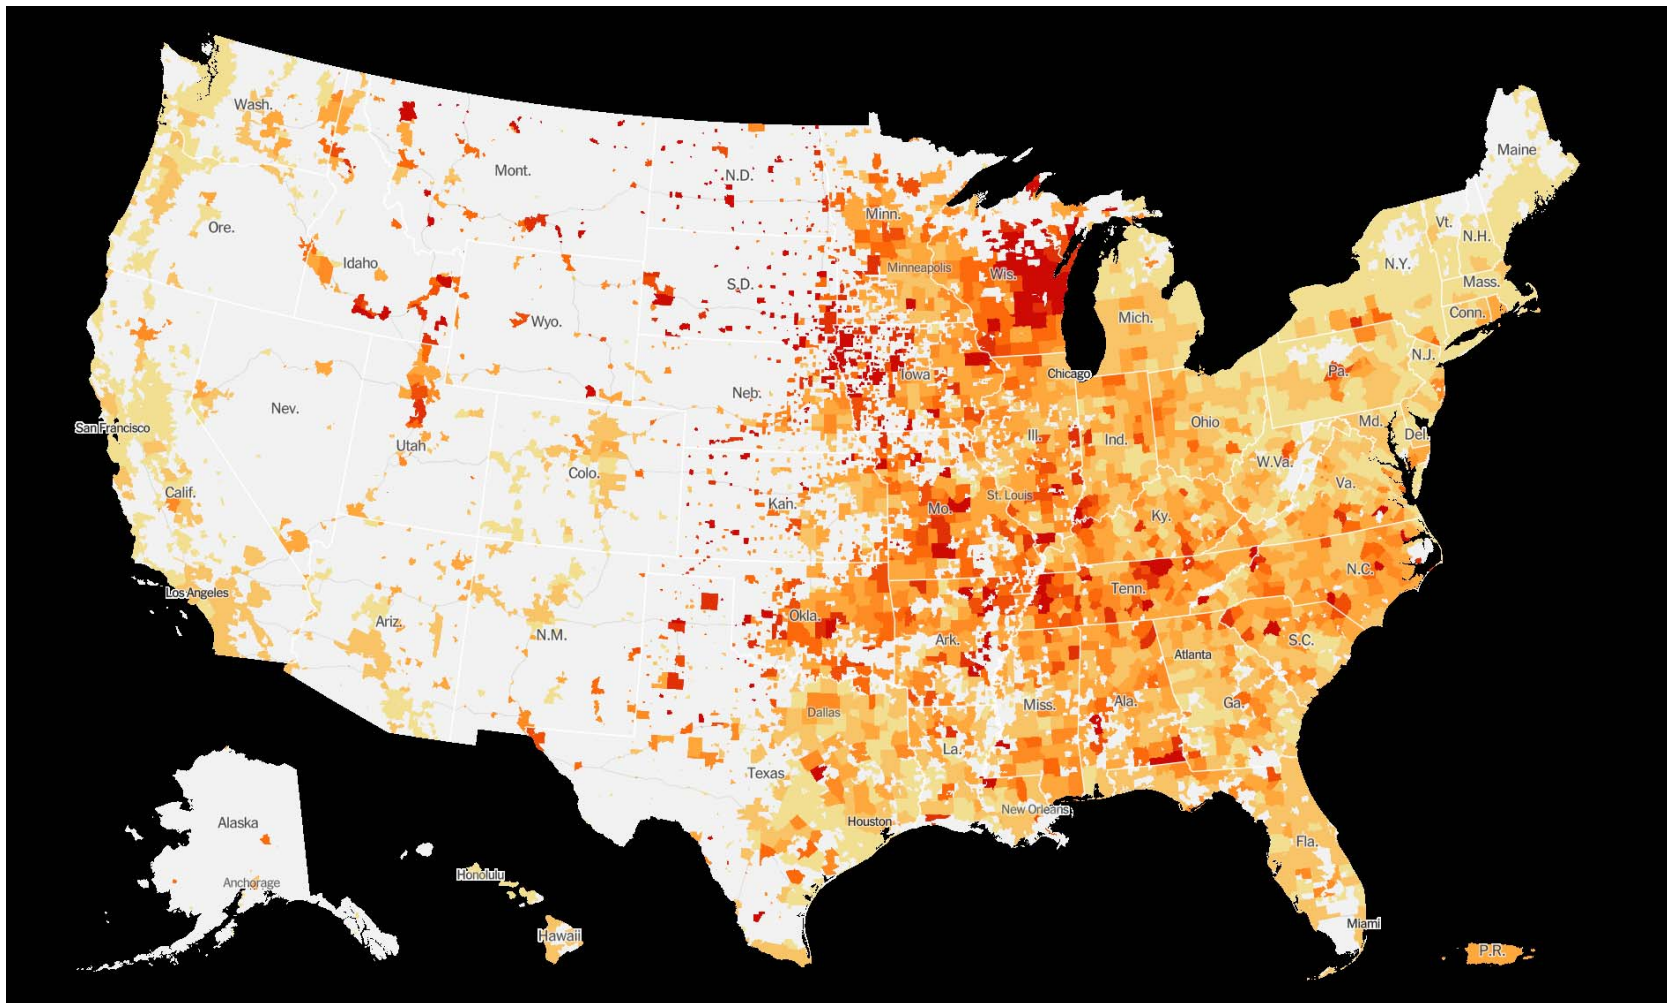 Wash.
Mont.
N.D.
Minn.
Maine
Ore.
Idaho
Minneapolis
Wis.
Vt.
N.H.
N.Y.
Mass.
S.D.
Wyo.
Mich.
Conn.
Iowa
Chicago
Pa.
N.J.
Neb.
Nev.
San Francisco
Utah
Colo.
Ill.
Ind.
Ohio
Md.
Del.
W.Va.
Va.
Calif.
Kan.
St. Louis
Mo.
Ky.
Los Angeles
Ariz.
N.M.
Okla.
Ark.
Tenn.
N.C.
S.C.
Atlanta
Dallas
Miss.
Ala.
Ga.
La.
Texas
New Orleans
Houston
Alaska
Anchorage
Honolulu
Hawaii
Fla.
Miami
P.R.